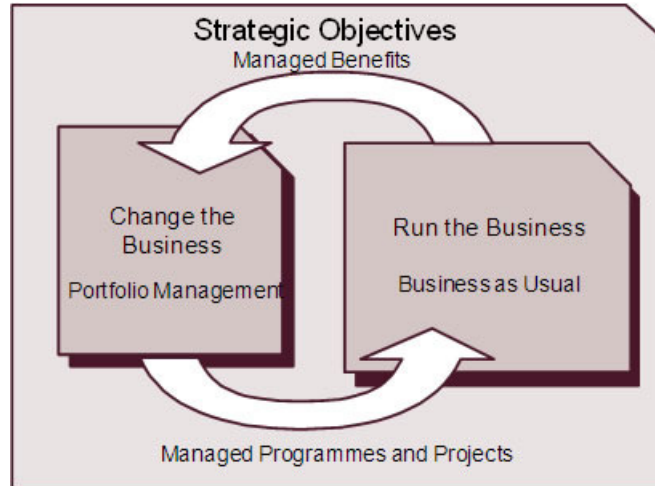 Strategic Objectives
Managed Benefits
Change the
Business
Portfolio Management
Run the Business
Business as Usual
Managed Programmes and Projects